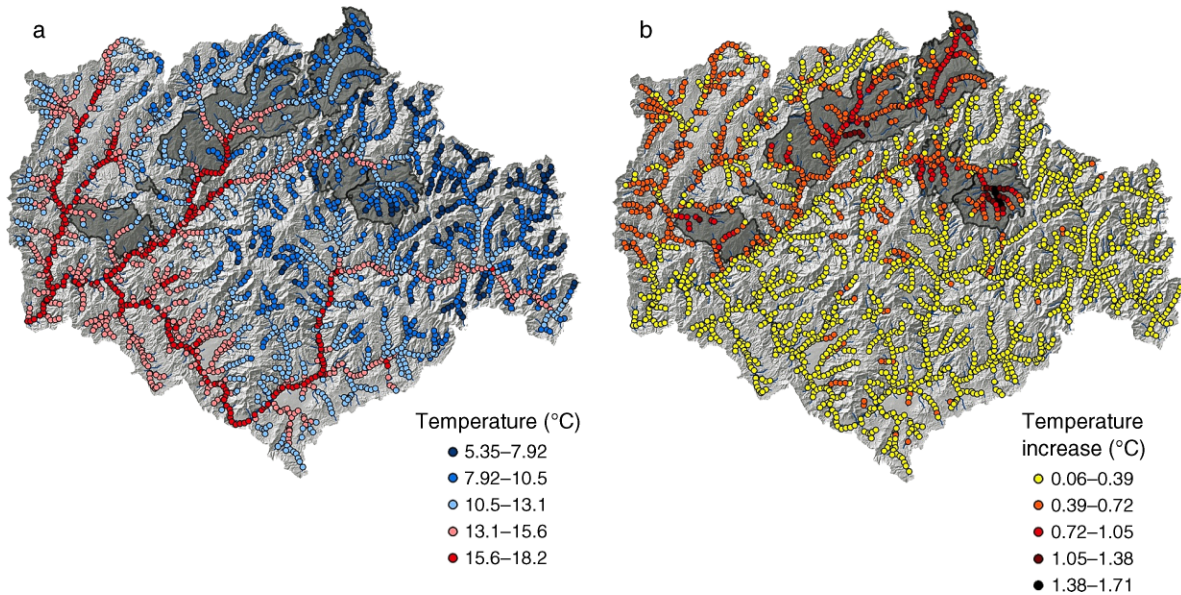 a
Temperature (°C)
5.35–7.92
7.92–10.5
10.5–13.1
13.1–15.6
15.6–18.2
b
Temperature
increase (°C)
0.06–0.39
0.39–0.72
0.72–1.05
1.05–1.38
1.38–1.71